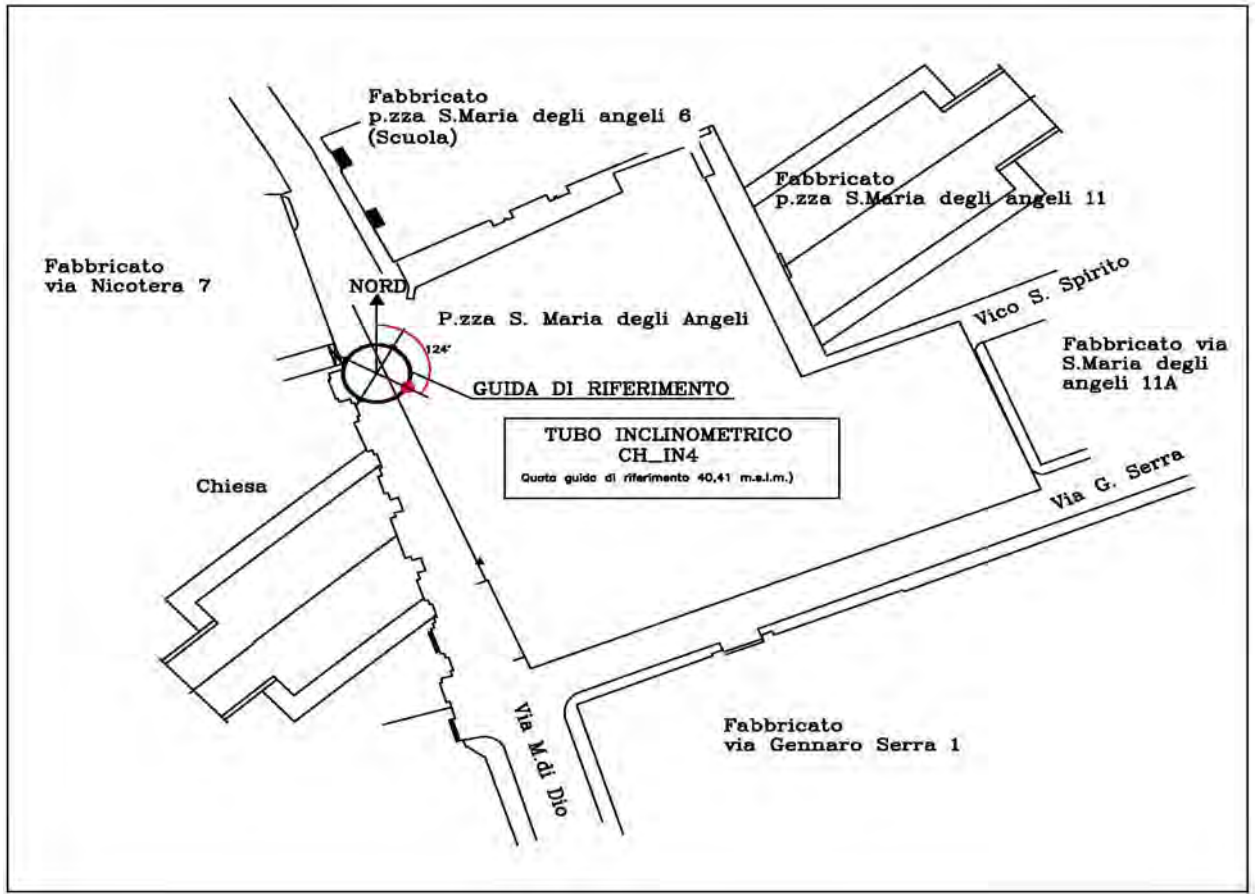 Fabbricato
p.zza S.Maria degli angeli 6
(Scuola)
Fabbricato
p.zza S.Maria degli angeli 11
Fabbricato
via Nicotera 7
NORD
P.zza S. Maria degli Angeli
124°
Vico S. Spirito
Fabbricato via
S.Maria degli
angeli 11A
GUIDA DI RIFERIMENTO
TUBO INCLINOMETRICO
CH_IN4
Quota guida di riferimento 40,41 m.s.l.m.)
Chiesa
Via G. Serra
Via M.di Dio
Fabbricato
via Gennaro Serra 1